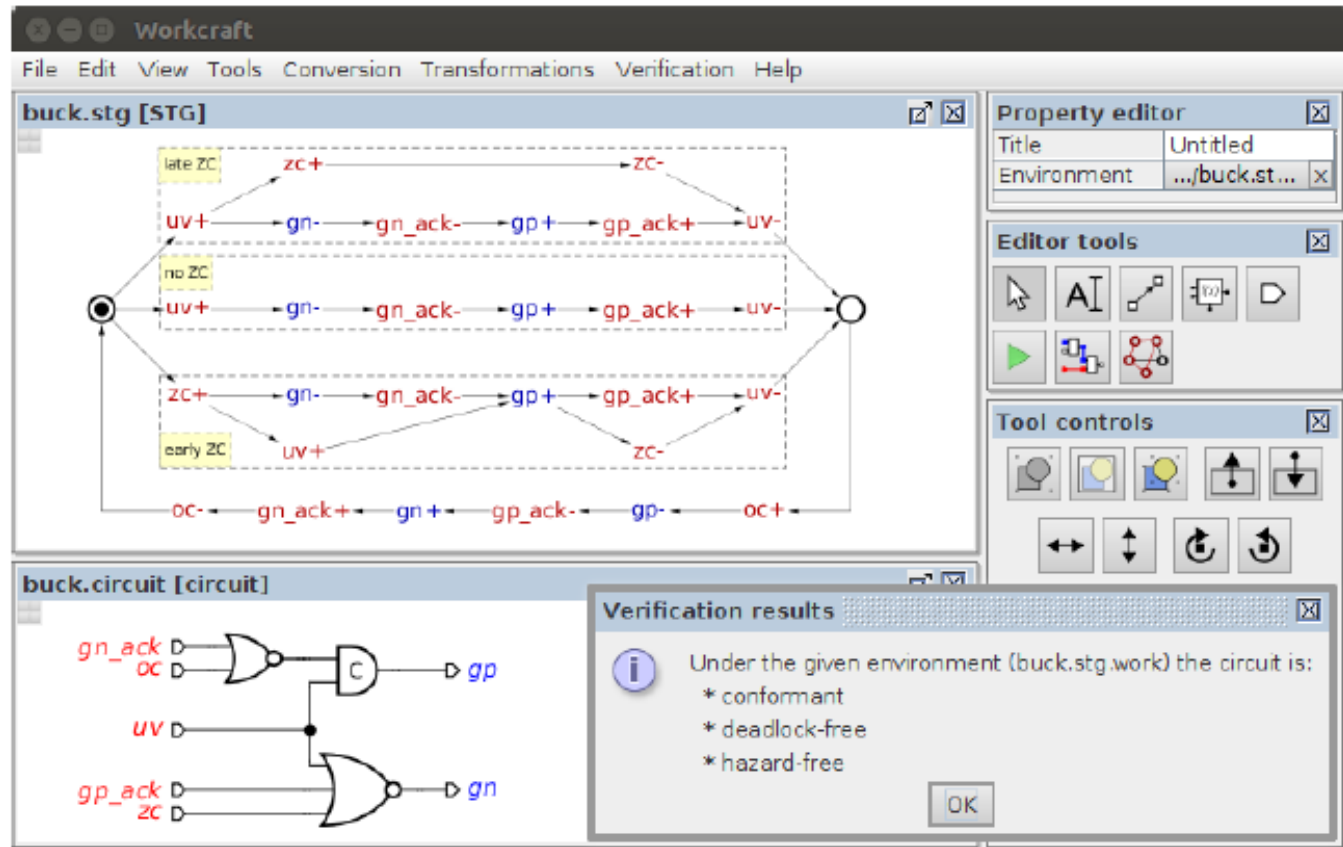 Workcraft
File Edit View Tools Conversion Transformations Verification Help
buck.stg [STG]
late ZC
zc+ zc-
uv+ gn- gn_ack- gp+ gp_ack+ uv-
no ZC
uv+ gn- gn_ack- gp+ gp_ack+ uv-
zc+ gn- gn_ack- gp+ gp_ack+ uv-
early ZC uv+ zc-
oc- gn_ack+ gn+ gp_ack- gp- oc+
Property editor
Title Untitled
Environment .../buck.st... x
Editor tools
A
f(x)
Tool controls
buck.circuit [circuit]
gn_ack
oc
C
gp
uv
gp_ack
zc
gn
Verification results
i
Under the given environment (buck.stg.work) the circuit is:
* conformant
* deadlock-free
* hazard-free
OK